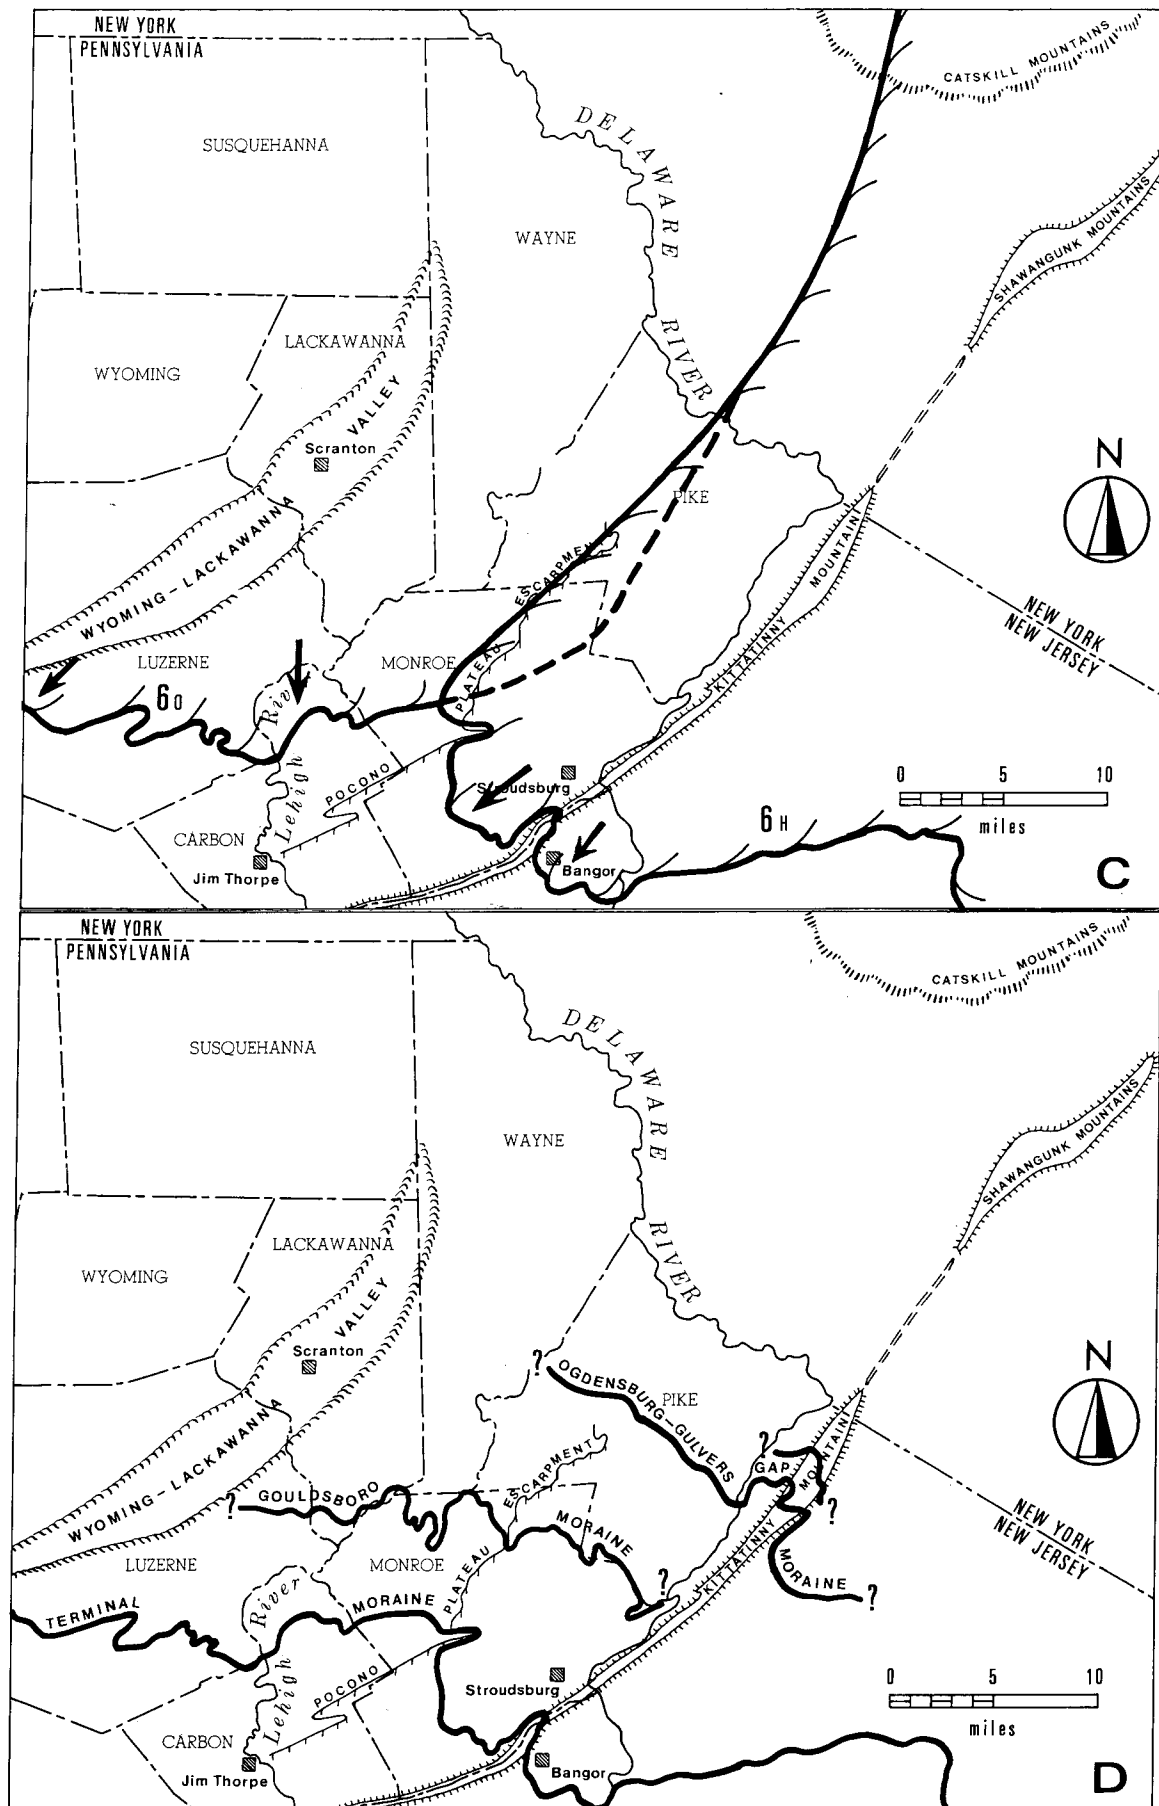 NEW YORK
PENNSYLVANIA
CATSKILL MOUNTAINS
DELAWARE
SUSQUEHANNA
SHAWANGUNK MOUNTAINS
WAYNE
RIVER
LACKAWANNA
WYOMING
VALLEY
Scranton
N
PIKE
WYOMING-LACKAWANNA
ESCARPMENT
MOUNTAIN
NEW YORK
NEW JERSEY
KITTATINNY
LUZERNE
MONROE
PLATEAU
6O
River
Lehigh
POCONO
Stroudsburg
0 5 10
miles
6H
CARBON
Jim Thorpe
Bangor
C
NEW YORK
PENNSYLVANIA
CATSKILL MOUNTAINS
DELAWARE
SUSQUEHANNA
SHAWANGUNK MOUNTAINS
WAYNE
RIVER
LACKAWANNA
WYOMING
VALLEY
Scranton
N
? OGDENSBURG-GULVERS
PIKE
WYOMING-LACKAWANNA
ESCARPMENT
?
GAP
MOUNTAIN
? GOULDSBORO
MORAINE
?
NEW YORK
NEW JERSEY
KITTATINNY
LUZERNE
MONROE
PLATEAU
?
MORAINE ?
TERMINAL
River
MORAINE
Lehigh
POCONO
Stroudsburg
0 5 10
miles
CARBON
Jim Thorpe
Bangor
D